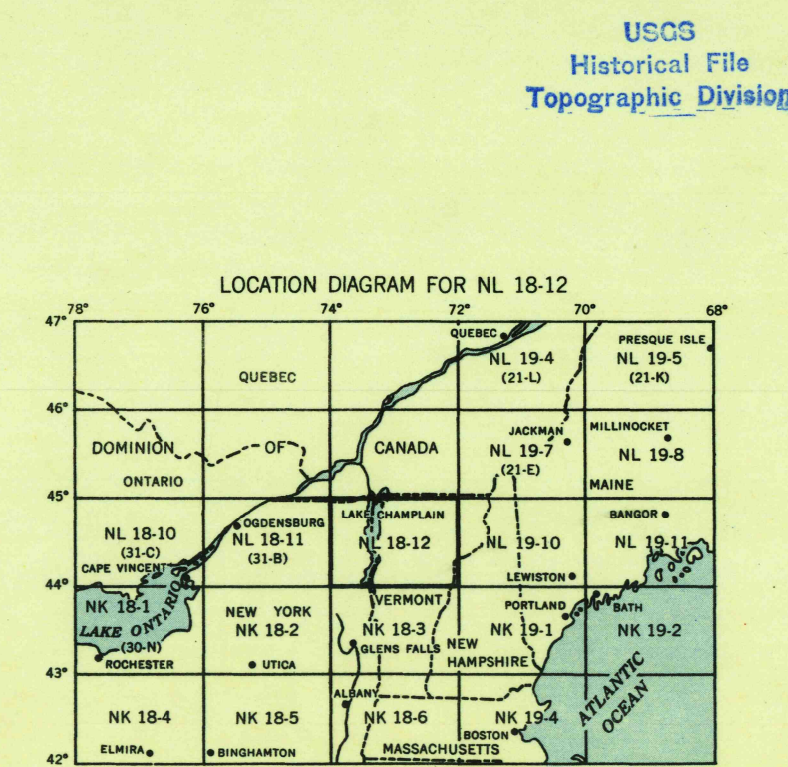 USGS
Historical File
Topographic Division
LOCATION DIAGRAM FOR NL 18-12
78° 76° 74° 72° 70° 68°
47°
QUEBEC
PRESQUE ISLE
NL 19-4
NL 19-5
(21-L)
(21-K)
QUEBEC
46°
JACKMAN
MILLINOCKET
DOMINION OF CANADA
NL 19-7
NL 19-8
(21-E)
ONTARIO
MAINE
45°
LAKE CHAMPLAIN
BANGOR
OGDENSBURG
NL 18-10
NL 18-11
NL 18-12
NL 19-10
NL 19-11
(31-C)
(31-B)
CAPE VINCENT
LEWISTON
44°
VERMONT
PORTLAND
BATH
NK 18-1
NEW YORK
LAKE ONTARIO
NK 18-2
NK 18-3
NK 19-1
NK 19-2
(30-N)
GLENS FALLS
NEW
HAMPSHIRE
ROCHESTER
UTICA
43°
ATLANTIC
OCEAN
ALBANY
NK 18-4
NK 18-5
NK 18-6
NK 19-4
BOSTON
ELMIRA
BINGHAMTON
MASSACHUSETTS
42°